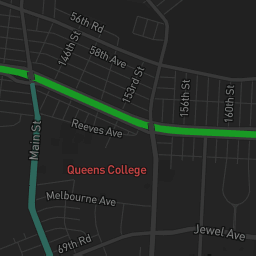 56th Rd
146th St
58th Ave
153rd St
156th St
160th St
Main St
Reeves Ave
Queens College
Melbourne Ave
Jewel Ave
69th Rd